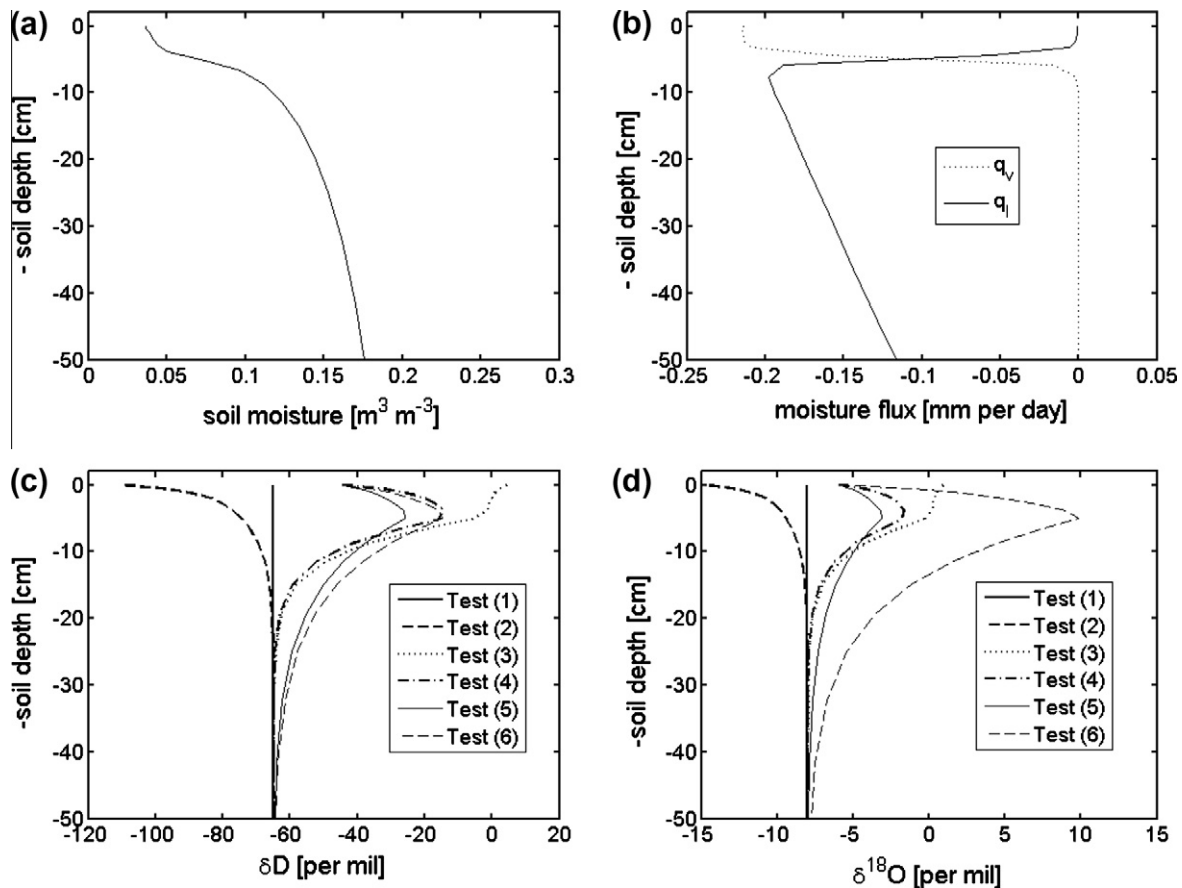 (a)
0
-10
-20
-30
-40
-50
- soil depth [cm]
0
0.05
0.1
0.15
0.2
0.25
0.3
soil moisture [m³ m⁻³]
(b)
0
-10
-20
-30
-40
-50
- soil depth [cm]
q_v
q_l
-0.25
-0.2
-0.15
-0.1
-0.05
0
0.05
moisture flux [mm per day]
(c)
0
-10
-20
-30
-40
-50
-soil depth [cm]
Test (1)
Test (2)
Test (3)
Test (4)
Test (5)
Test (6)
-120
-100
-80
-60
-40
-20
0
20
δD [per mil]
(d)
0
-10
-20
-30
-40
-50
-soil depth [cm]
Test (1)
Test (2)
Test (3)
Test (4)
Test (5)
Test (6)
-15
-10
-5
0
5
10
15
δ¹⁸O [per mil]